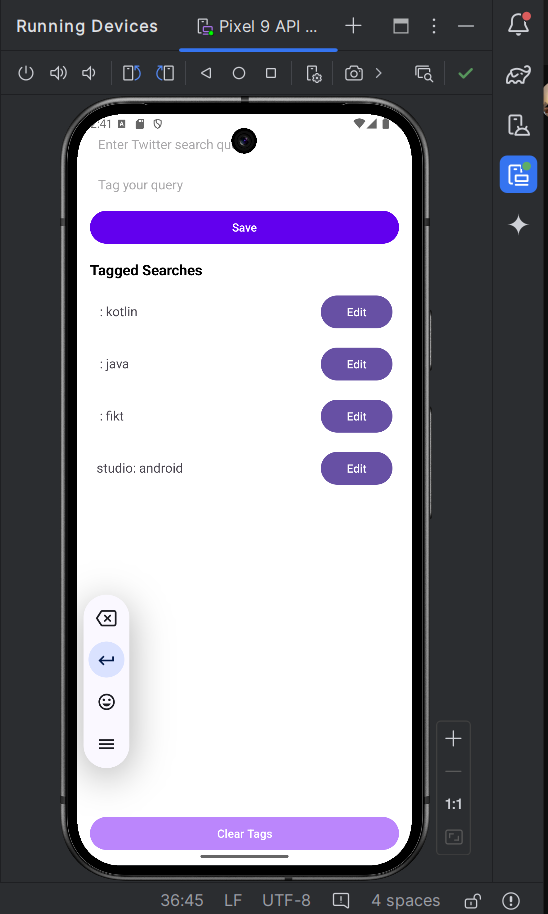 Running Devices
Pixel 9 API ...
2:41
Enter Twitter search qu
Tag your query
Save
Tagged Searches
: kotlin
Edit
: java
Edit
: fikt
Edit
studio: android
Edit
1:1
Clear Tags
36:45
LF
UTF-8
4 spaces